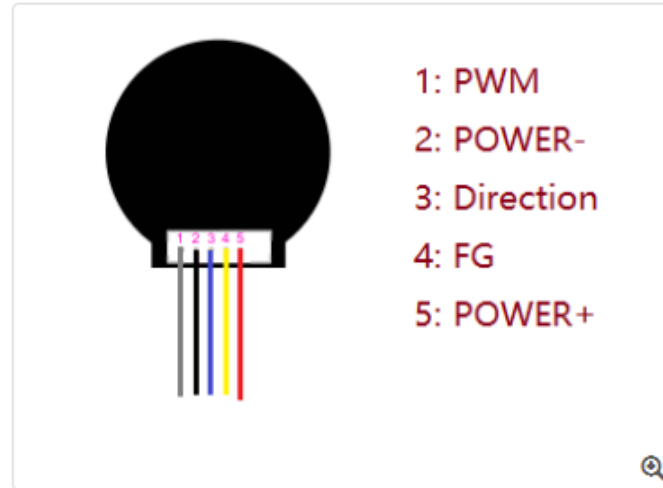 1: PWM
2: POWER-
3: Direction
4: FG
5: POWER+
1 2 3 4 5